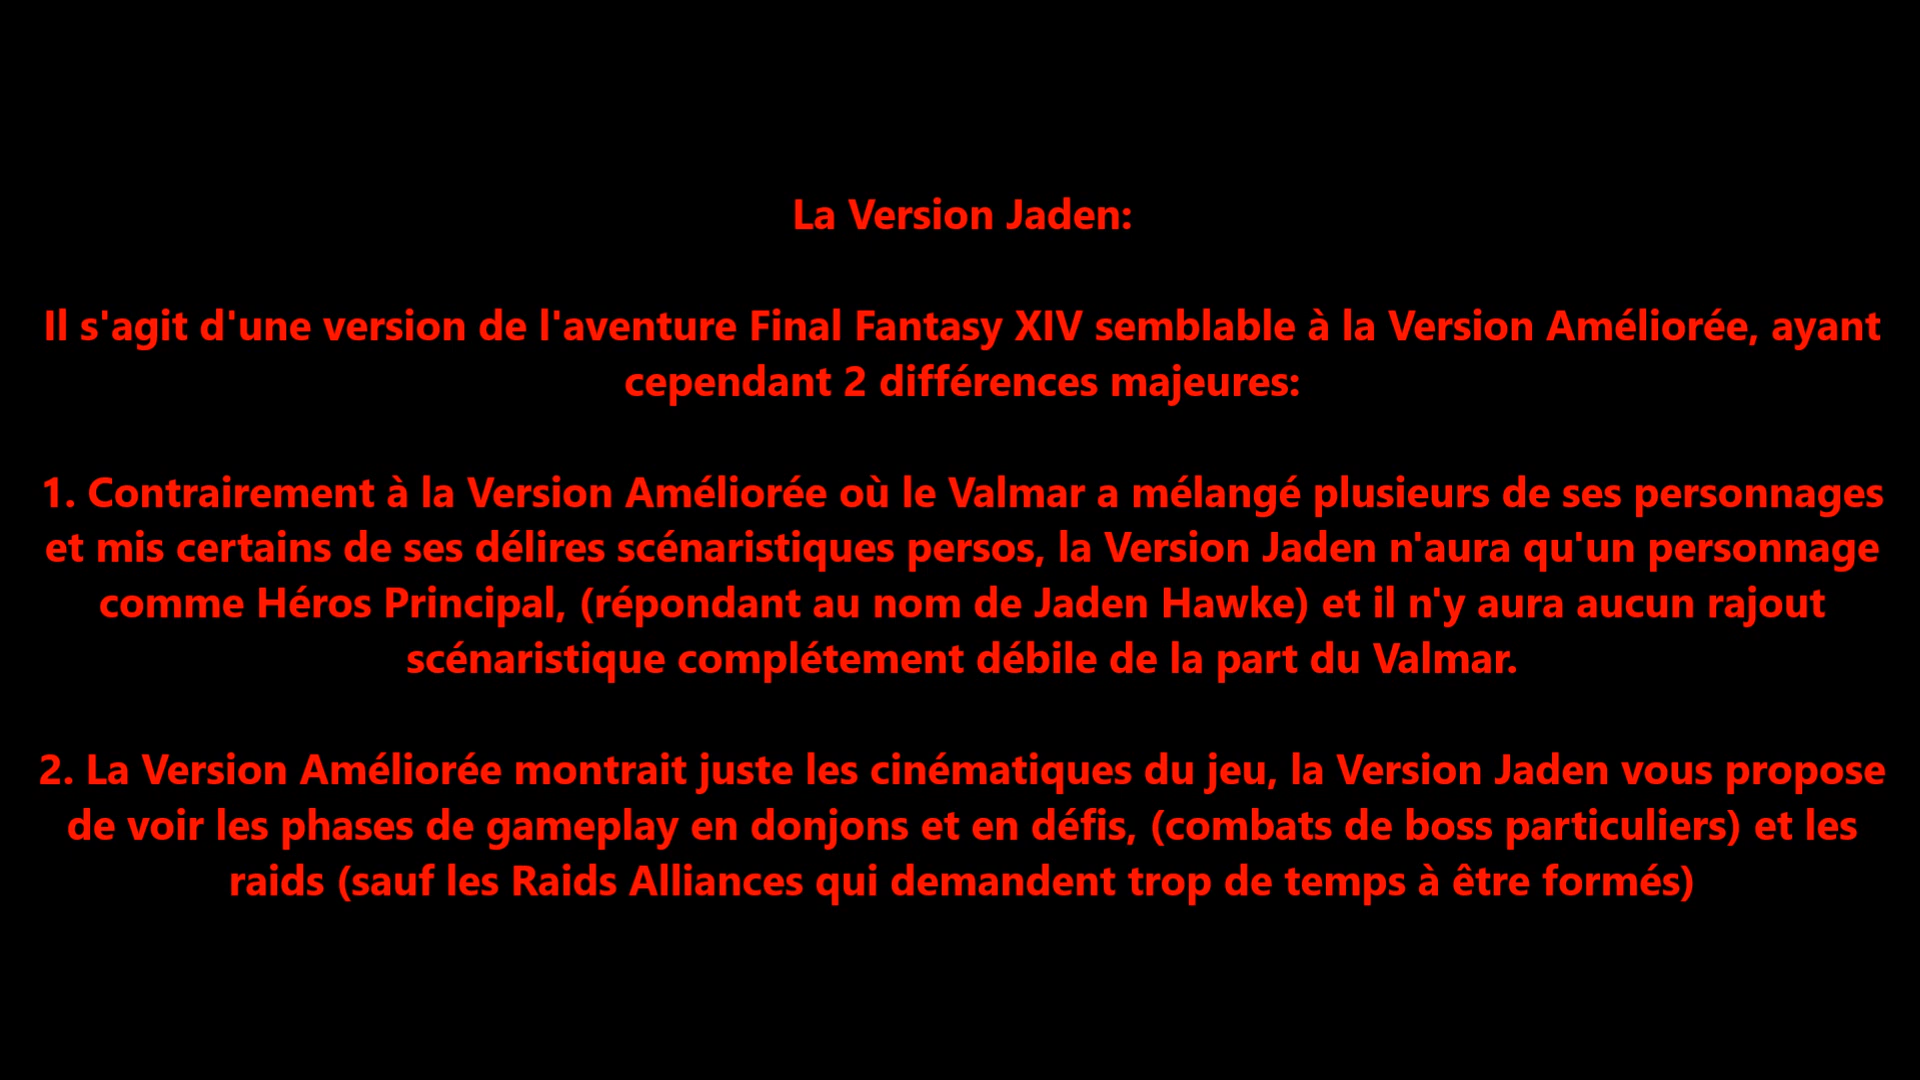 La Version Jaden:
Il s'agit d'une version de l'aventure Final Fantasy XIV semblable à la Version Améliorée, ayant
cependant 2 différences majeures:
1. Contrairement à la Version Améliorée où le Valmar a mélangé plusieurs de ses personnages
et mis certains de ses délires scénaristiques persos, la Version Jaden n'aura qu'un personnage
comme Héros Principal, (répondant au nom de Jaden Hawke) et il n'y aura aucun rajout
scénaristique complétement débile de la part du Valmar.
2. La Version Améliorée montrait juste les cinématiques du jeu, la Version Jaden vous propose
de voir les phases de gameplay en donjons et en défis, (combats de boss particuliers) et les
raids (sauf les Raids Alliances qui demandent trop de temps à être formés)